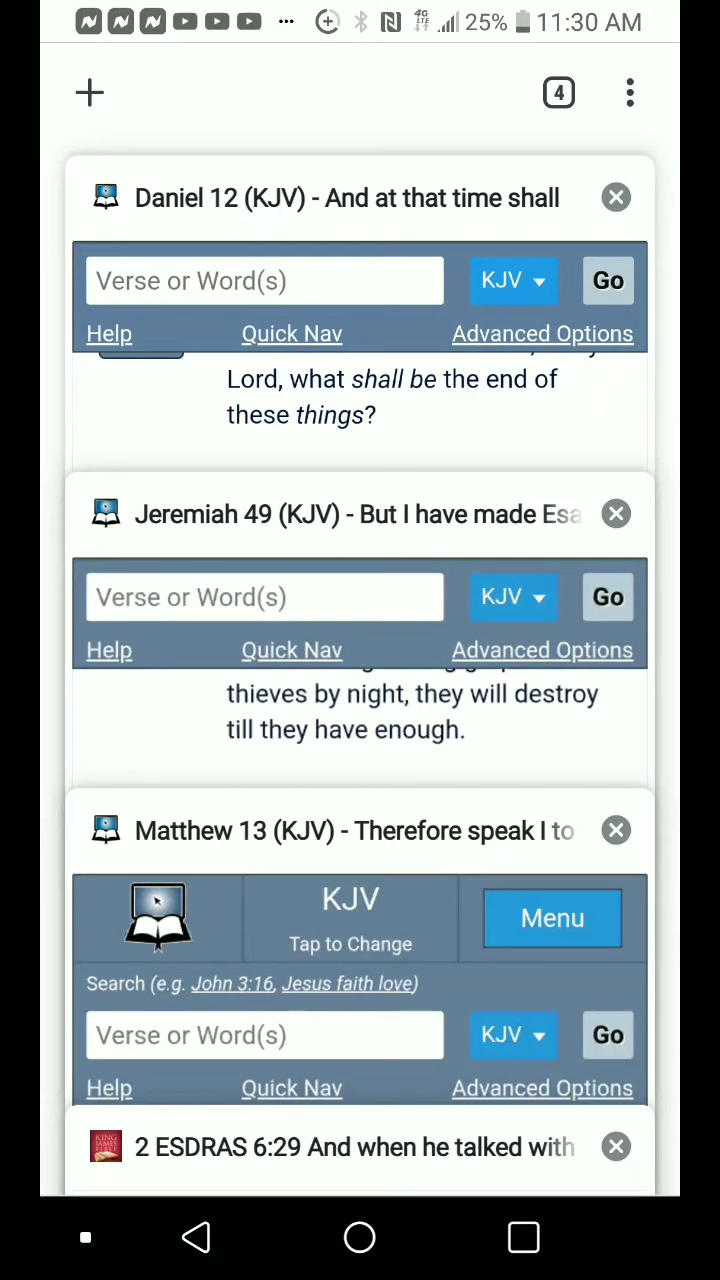 4G
LTE
25%
11:30 AM
4
Daniel 12 (KJV) - And at that time shall
Verse or Word(s)
KJV
Go
Help
Quick Nav
Advanced Options
Lord, what shall be the end of
these things?
Jeremiah 49 (KJV) - But I have made Esa
Verse or Word(s)
KJV
Go
Help
Quick Nav
Advanced Options
thieves by night, they will destroy
till they have enough.
Matthew 13 (KJV) - Therefore speak I to
KJV
Tap to Change
Menu
Search (e.g. John 3:16, Jesus faith love)
Verse or Word(s)
KJV
Go
Help
Quick Nav
Advanced Options
KING
JAMES
BIBLE
2 ESDRAS 6:29 And when he talked with